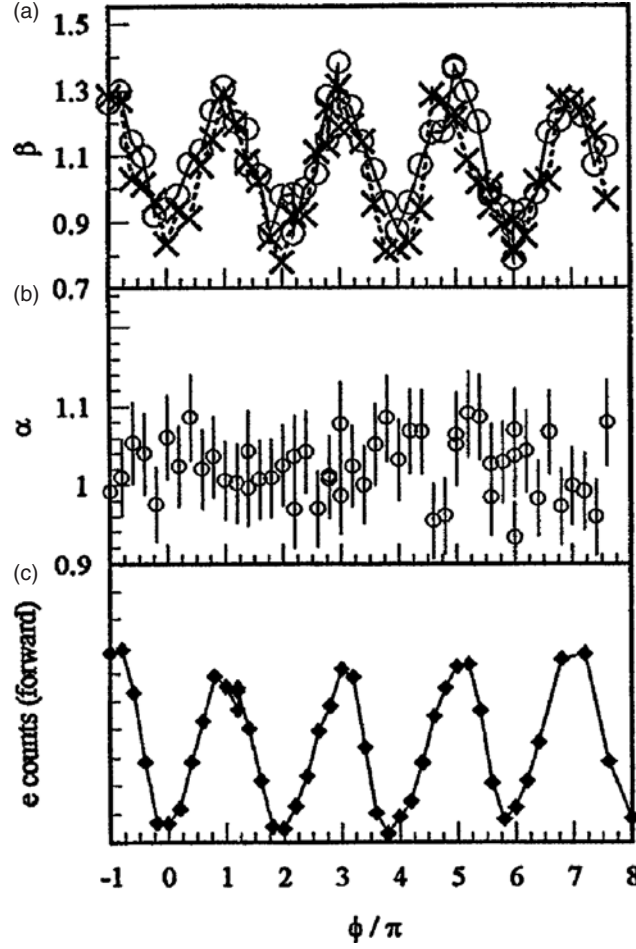 (a)
1.5
1.3
1.1
0.9
0.7
β
(b)
1.1
1
0.9
α
(c)
e counts (forward)
-1 0 1 2 3 4 5 6 7 8
ϕ / π